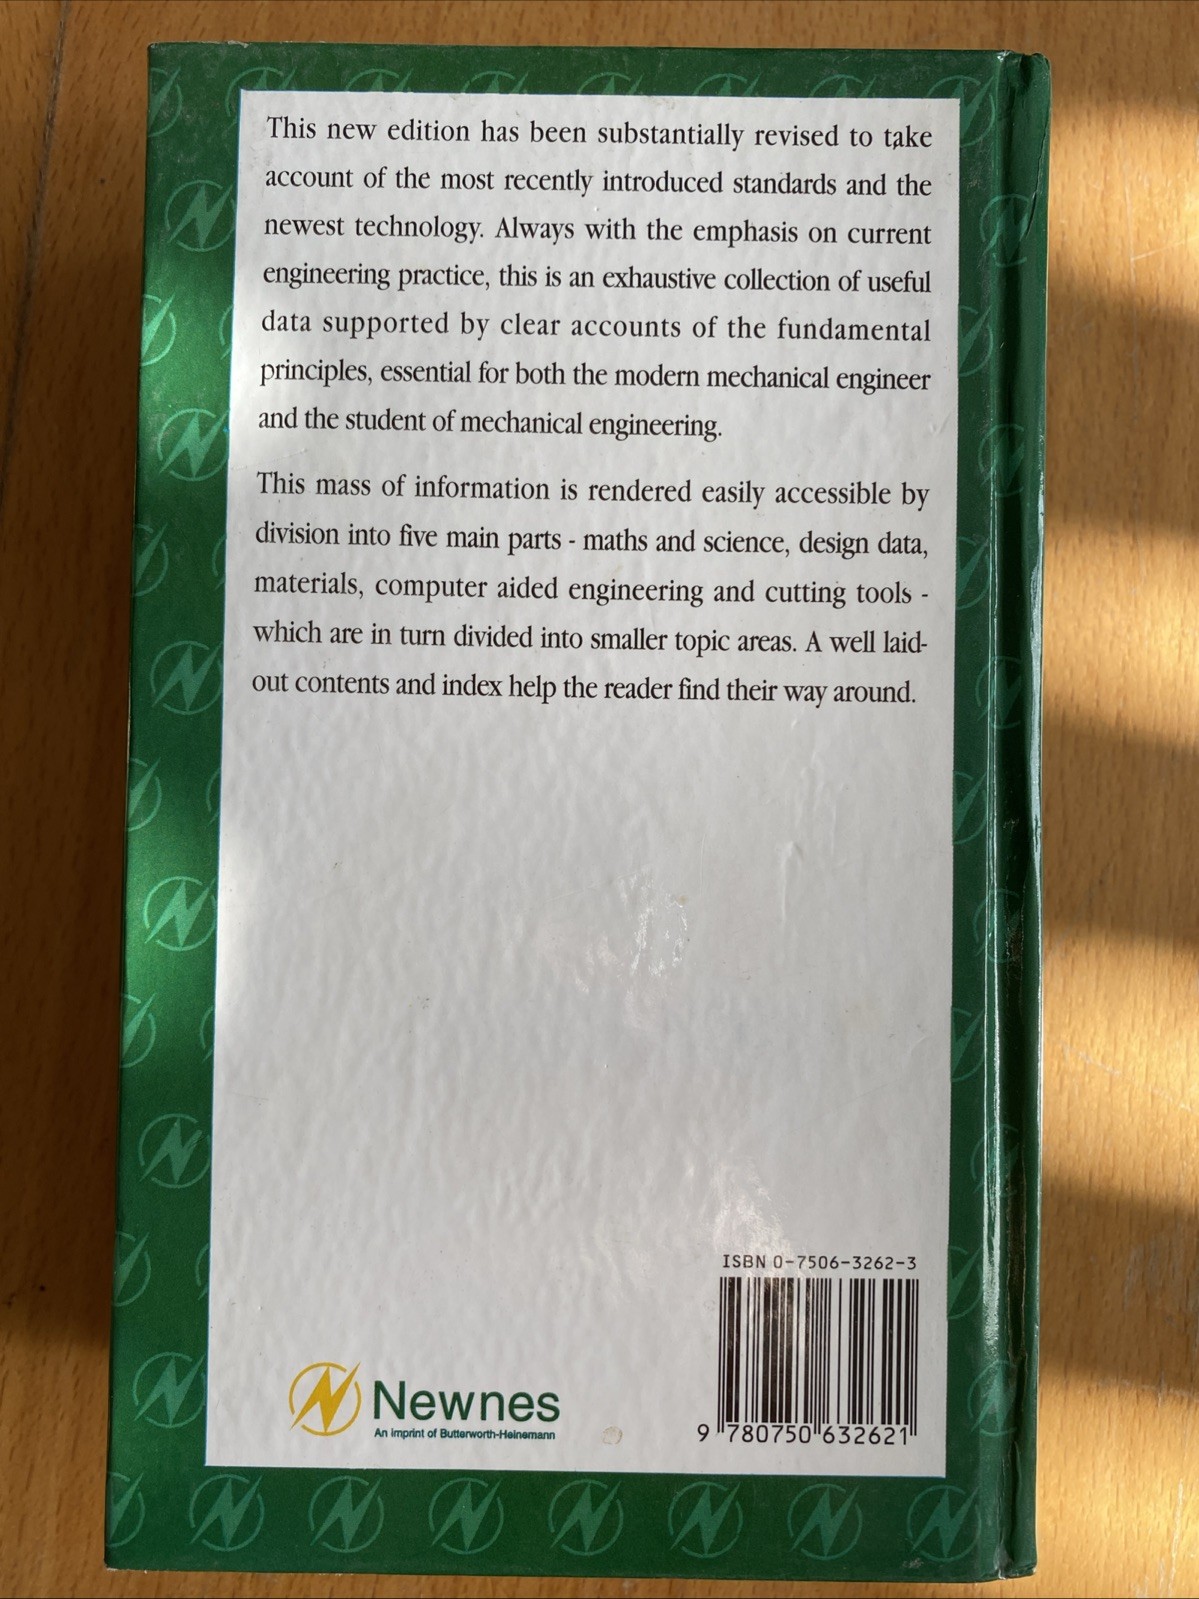 This new edition has been substantially revised to take
account of the most recently introduced standards and the
newest technology. Always with the emphasis on current
engineering practice, this is an exhaustive collection of useful
data supported by clear accounts of the fundamental
principles, essential for both the modern mechanical engineer
and the student of mechanical engineering.
This mass of information is rendered easily accessible by
division into five main parts - maths and science, design data,
materials, computer aided engineering and cutting tools -
which are in turn divided into smaller topic areas. A well laid-
out contents and index help the reader find their way around.
ISBN 0-7506-3262-3
Newnes
An imprint of Butterworth-Heinemann
9 780750 632621